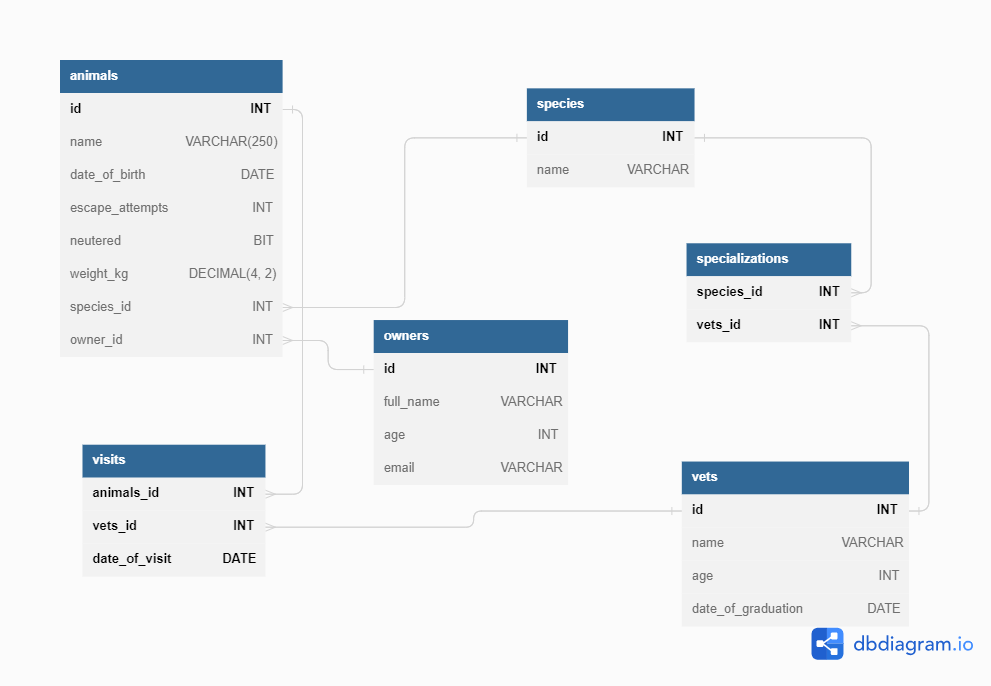 animals
id INT
name VARCHAR(250)
date_of_birth DATE
escape_attempts INT
neutered BIT
weight_kg DECIMAL(4, 2)
species_id INT
owner_id INT
species
id INT
name VARCHAR
specializations
species_id INT
vets_id INT
owners
id INT
full_name VARCHAR
age INT
email VARCHAR
visits
animals_id INT
vets_id INT
date_of_visit DATE
vets
id INT
name VARCHAR
age INT
date_of_graduation DATE
dbdiagram.io